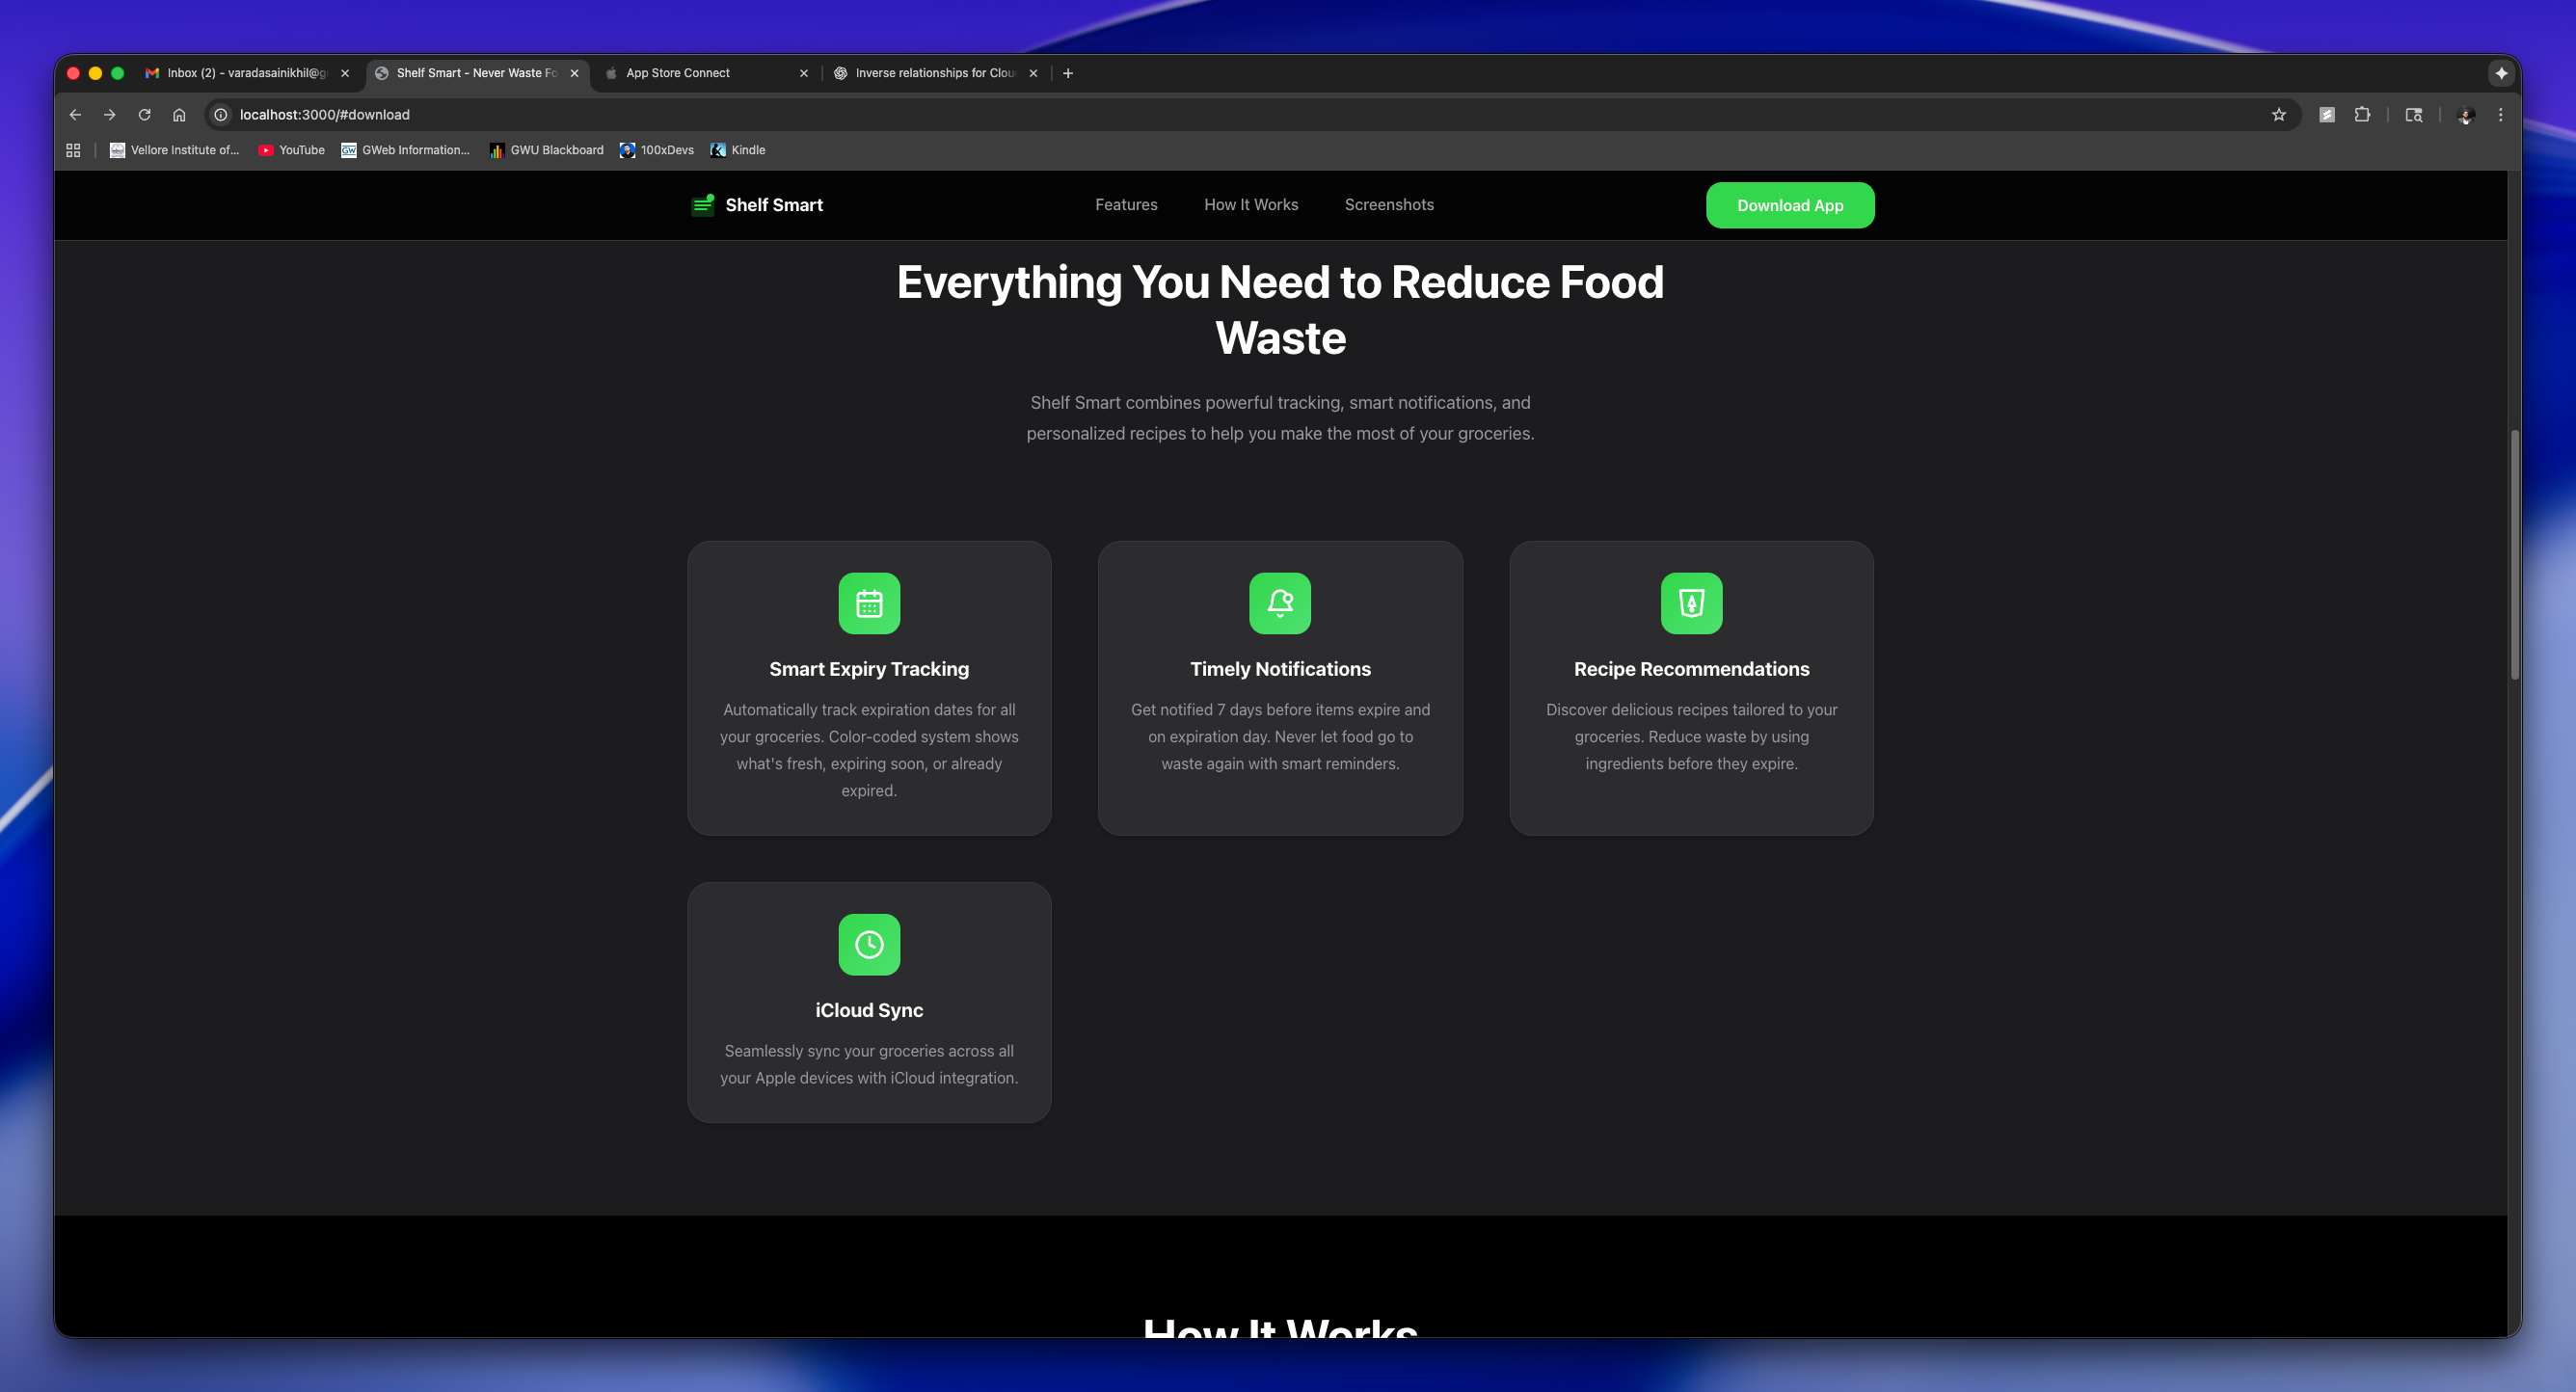 Inbox (2) - varadasainikhil@g
Shelf Smart - Never Waste Fo
App Store Connect
Inverse relationships for Clou
localhost:3000/#download
Vellore Institute of...
YouTube
GWeb Information...
GWU Blackboard
100xDevs
Kindle
Shelf Smart
Features
How It Works
Screenshots
Download App
Everything You Need to Reduce Food
Waste
Shelf Smart combines powerful tracking, smart notifications, and
personalized recipes to help you make the most of your groceries.
Smart Expiry Tracking
Automatically track expiration dates for all
your groceries. Color-coded system shows
what's fresh, expiring soon, or already
expired.
Timely Notifications
Get notified 7 days before items expire and
on expiration day. Never let food go to
waste again with smart reminders.
Recipe Recommendations
Discover delicious recipes tailored to your
groceries. Reduce waste by using
ingredients before they expire.
iCloud Sync
Seamlessly sync your groceries across all
your Apple devices with iCloud integration.
How It Works